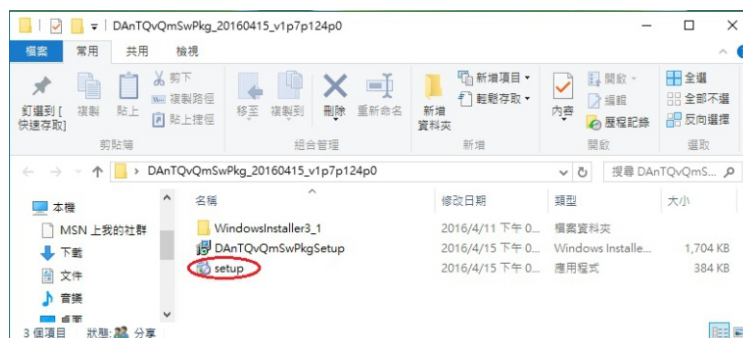 DAnTQvQmSwPkg_20160415_v1p7p124p0
檔案 常用 共用 檢視
釘選到 [快速存取]
複製
貼上
剪下
複製路徑
貼上捷徑
剪貼簿
移至
複製到
刪除
重新命名
組合管理
新增資料夾
新增項目
輕鬆存取
新增
內容
開啟
編輯
歷程記錄
開啟
全選
全部不選
反向選擇
選取
DAnTQvQmSwPkg_20160415_v1p7p124p0
搜尋 DAnTQvQmS...
名稱 修改日期 類型 大小
本機
MSN 上我的社群
下載
文件
音樂
桌面
WindowsInstaller3_1 2016/4/11 下午 0... 檔案資料夾
DAnTQvQmSwPkgSetup 2016/4/15 下午 0... Windows Installe... 1,704 KB
setup 2016/4/15 下午 0... 應用程式 384 KB
3 個項目 狀態: 分享